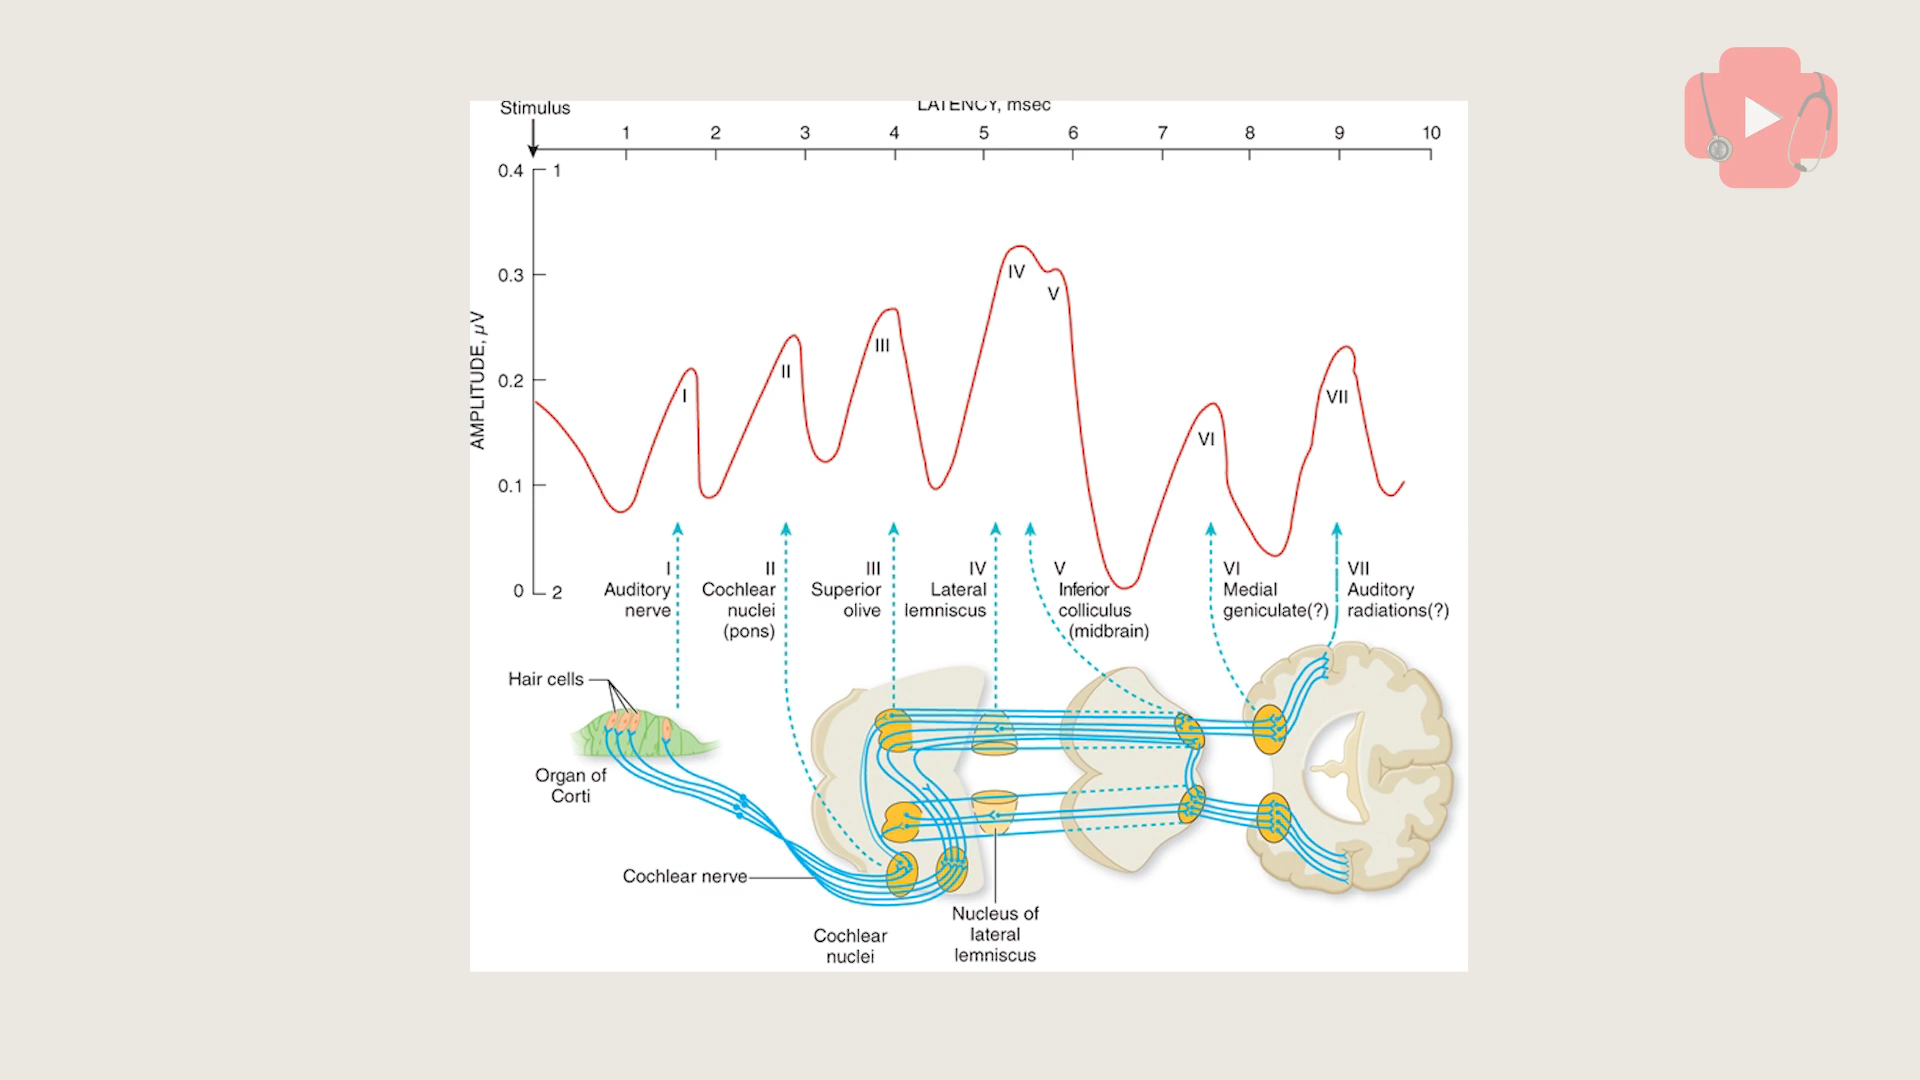 Stimulus
LATENCY, msec
1 2 3 4 5 6 7 8 9 10
0.4 1
0.3
0.2
0.1
0 2
AMPLITUDE, µV
I
II
III
IV
V
VI
VII
I
Auditory
nerve
II
Cochlear
nuclei
(pons)
III
Superior
olive
IV
Lateral
lemniscus
V
Inferior
colliculus
(midbrain)
VI
Medial
geniculate(?)
VII
Auditory
radiations(?)
Hair cells
Organ of
Corti
Cochlear nerve
Cochlear
nuclei
Nucleus of
lateral
lemniscus